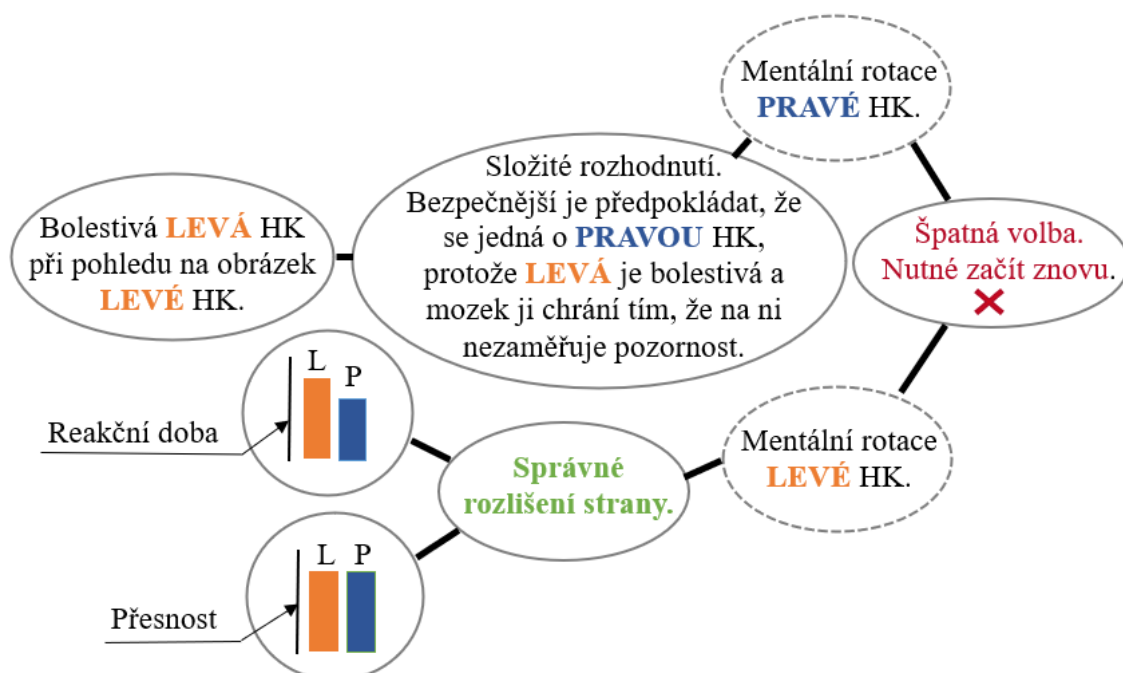 Bolestivá LEVÁ HK
při pohledu na obrázek
LEVÉ HK.
Složité rozhodnutí.
Bezpečnější je předpokládat, že
se jedná o PRAVOU HK,
protože LEVÁ je bolestivá a
mozek ji chrání tím, že na ni
nezaměřuje pozornost.
Mentální rotace
PRAVÉ HK.
Špatná volba.
Nutné začít znovu.
Mentální rotace
LEVÉ HK.
Správné
rozlišení strany.
L
P
Reakční doba
L P
Přesnost